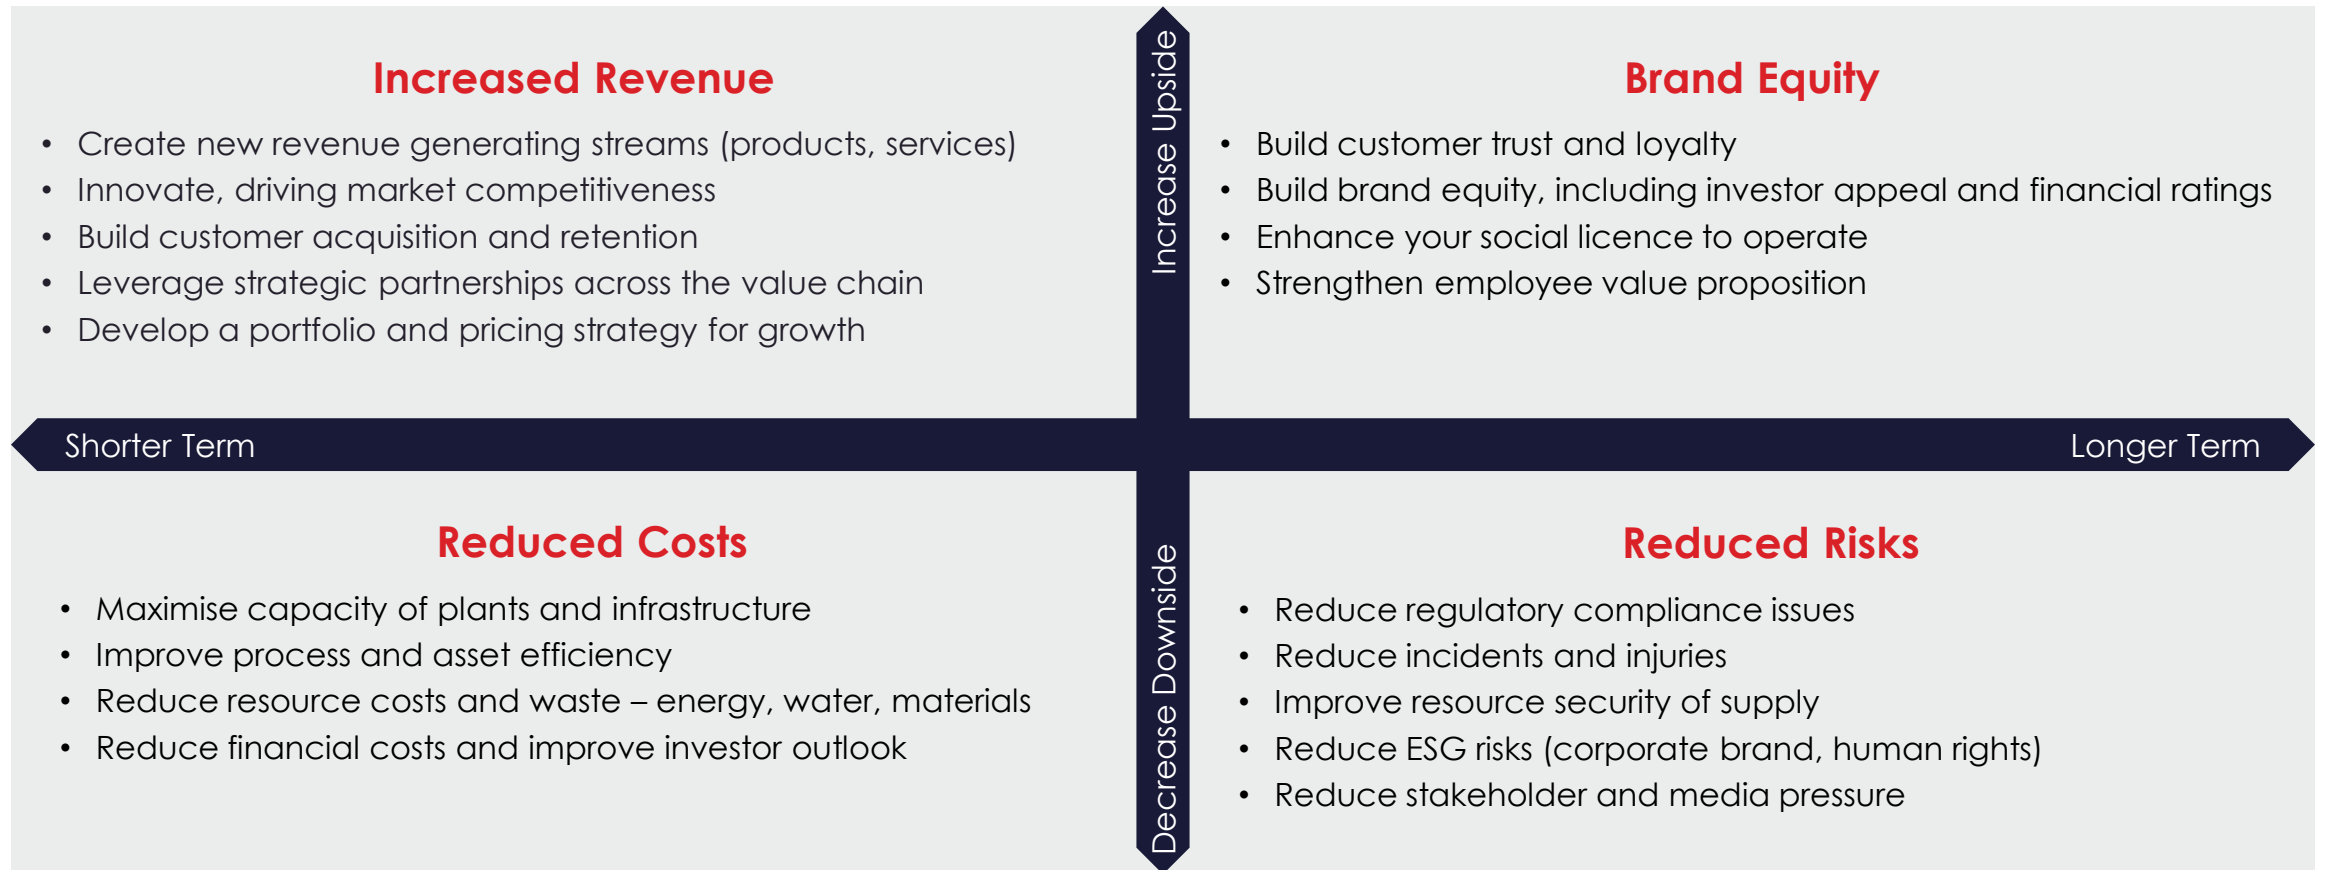 Increased Revenue
• Create new revenue generating streams (products, services)
• Innovate, driving market competitiveness
• Build customer acquisition and retention
• Leverage strategic partnerships across the value chain
• Develop a portfolio and pricing strategy for growth
Increase Upside
Brand Equity
• Build customer trust and loyalty
• Build brand equity, including investor appeal and financial ratings
• Enhance your social licence to operate
• Strengthen employee value proposition
Shorter Term
Longer Term
Reduced Costs
• Maximise capacity of plants and infrastructure
• Improve process and asset efficiency
• Reduce resource costs and waste – energy, water, materials
• Reduce financial costs and improve investor outlook
Decrease Downside
Reduced Risks
• Reduce regulatory compliance issues
• Reduce incidents and injuries
• Improve resource security of supply
• Reduce ESG risks (corporate brand, human rights)
• Reduce stakeholder and media pressure